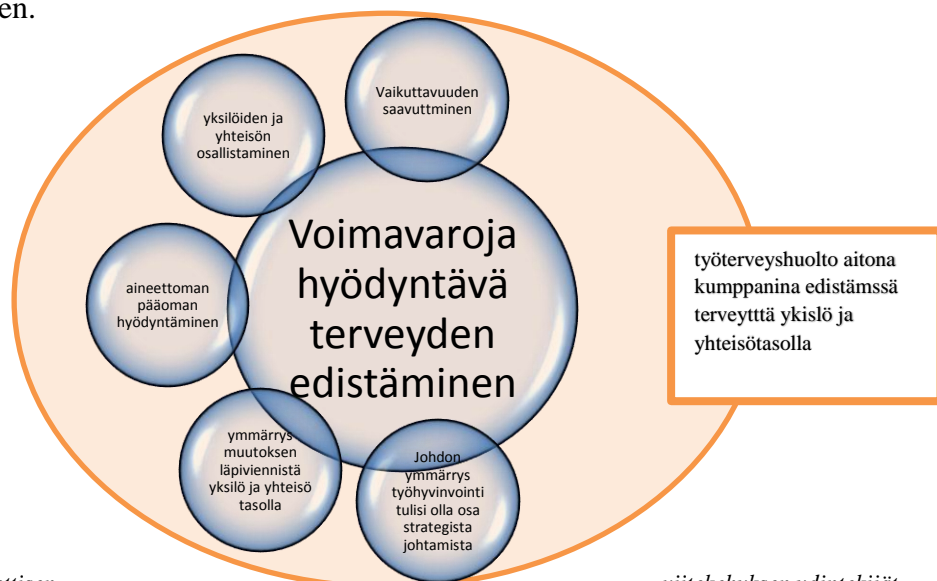 en.
Vaikuttavuuden
saavuttminen
yksilöiden ja
yhteisön
osallistaminen
Voimavaroja
hyödyntävä
terveyden
edistäminen
aineettoman
pääoman
hyödyntäminen
työterveyshuolto aitona
kumppanina edistämssä
terveytttä ykislö ja
yhteisötasolla
ymmärrys
muutoksen
läpiviennistä
yksilö ja yhteisö
tasolla
Johdon
ymmärrys
työhyvinvointi
tulisi olla osa
strategista
johtamista